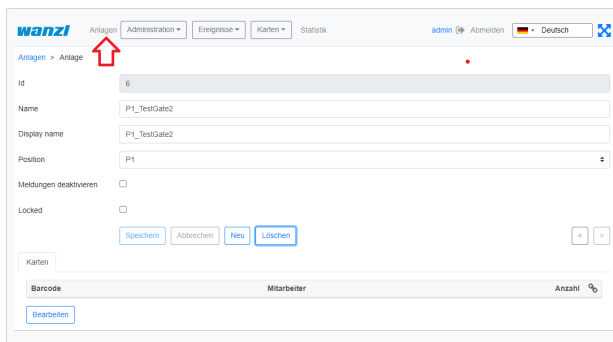 wanzl Anlagen Administration Ereignisse Karten Statistik admin Abmelden Deutsch
Anlagen > Anlage
Id 6
Name P1_TestGate2
Display name P1_TestGate2
Position P1
Meldungen deaktivieren
Locked
Speichern Abbrechen Neu Löschen < >
Karten
Barcode Mitarbeiter Anzahl
Bearbeiten